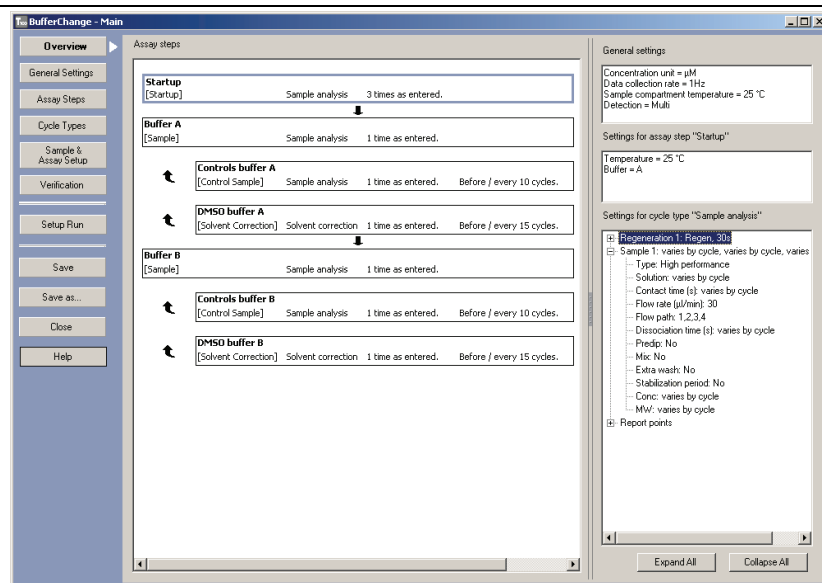 T100 BufferChange - Main
Overview
General Settings
Assay Steps
Cycle Types
Sample &
Assay Setup
Verification
Setup Run
Save
Save as...
Close
Help
Assay steps
Startup
[Startup] Sample analysis 3 times as entered.
Buffer A
[Sample] Sample analysis 1 time as entered.
Controls buffer A
[Control Sample] Sample analysis 1 time as entered. Before / every 10 cycles.
DMSO buffer A
[Solvent Correction] Solvent correction 1 time as entered. Before / every 15 cycles.
Buffer B
[Sample] Sample analysis 1 time as entered.
Controls buffer B
[Control Sample] Sample analysis 1 time as entered. Before / every 10 cycles.
DMSO buffer B
[Solvent Correction] Solvent correction 1 time as entered. Before / every 15 cycles.
General settings
Concentration unit = µM
Data collection rate = 1Hz
Sample compartment temperature = 25 °C
Detection = Multi
Settings for assay step "Startup"
Temperature = 25 °C
Buffer = A
Settings for cycle type "Sample analysis"
Regeneration 1: Regen, 30s
Sample 1: varies by cycle, varies by cycle, varies
Type: High performance
Solution: varies by cycle
Contact time (s): varies by cycle
Flow rate (µl/min): 30
Flow path: 1,2,3,4
Dissociation time (s): varies by cycle
Predip: No
Mix: No
Extra wash: No
Stabilization period: No
Conc: varies by cycle
MW: varies by cycle
Report points
Expand All Collapse All